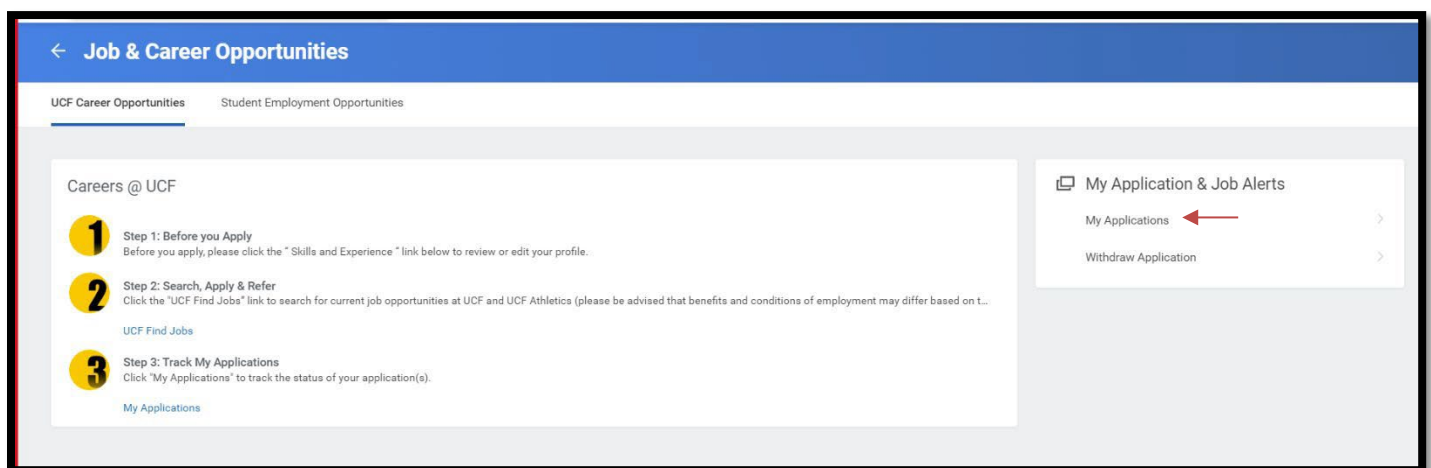 Job & Career Opportunities
UCF Career Opportunities
Student Employment Opportunities
Careers @ UCF
1
Step 1: Before you Apply
Before you apply, please click the “ Skills and Experience ” link below to review or edit your profile.
2
Step 2: Search, Apply & Refer
Click the "UCF Find Jobs" link to search for current job opportunities at UCF and UCF Athletics (please be advised that benefits and conditions of employment may differ based on t...
UCF Find Jobs
3
Step 3: Track My Applications
Click "My Applications" to track the status of your application(s).
My Applications
My Application & Job Alerts
My Applications
Withdraw Application